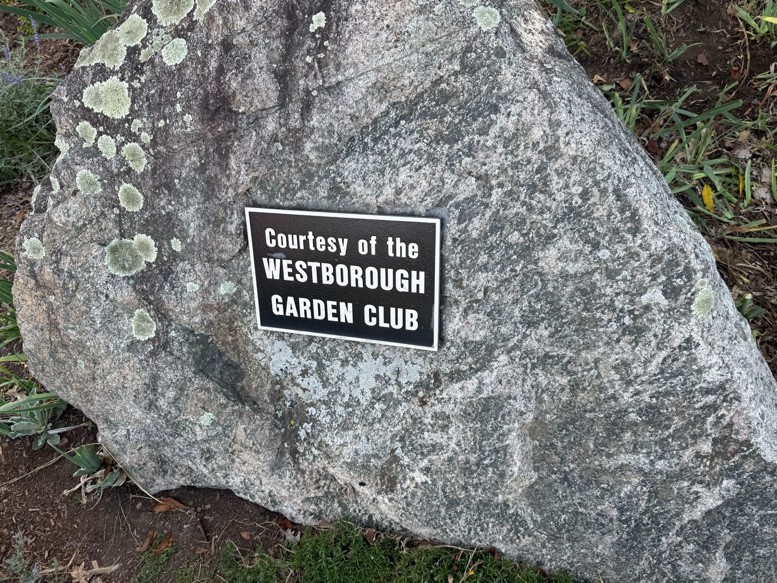 Courtesy of the
WESTBOROUGH
GARDEN CLUB